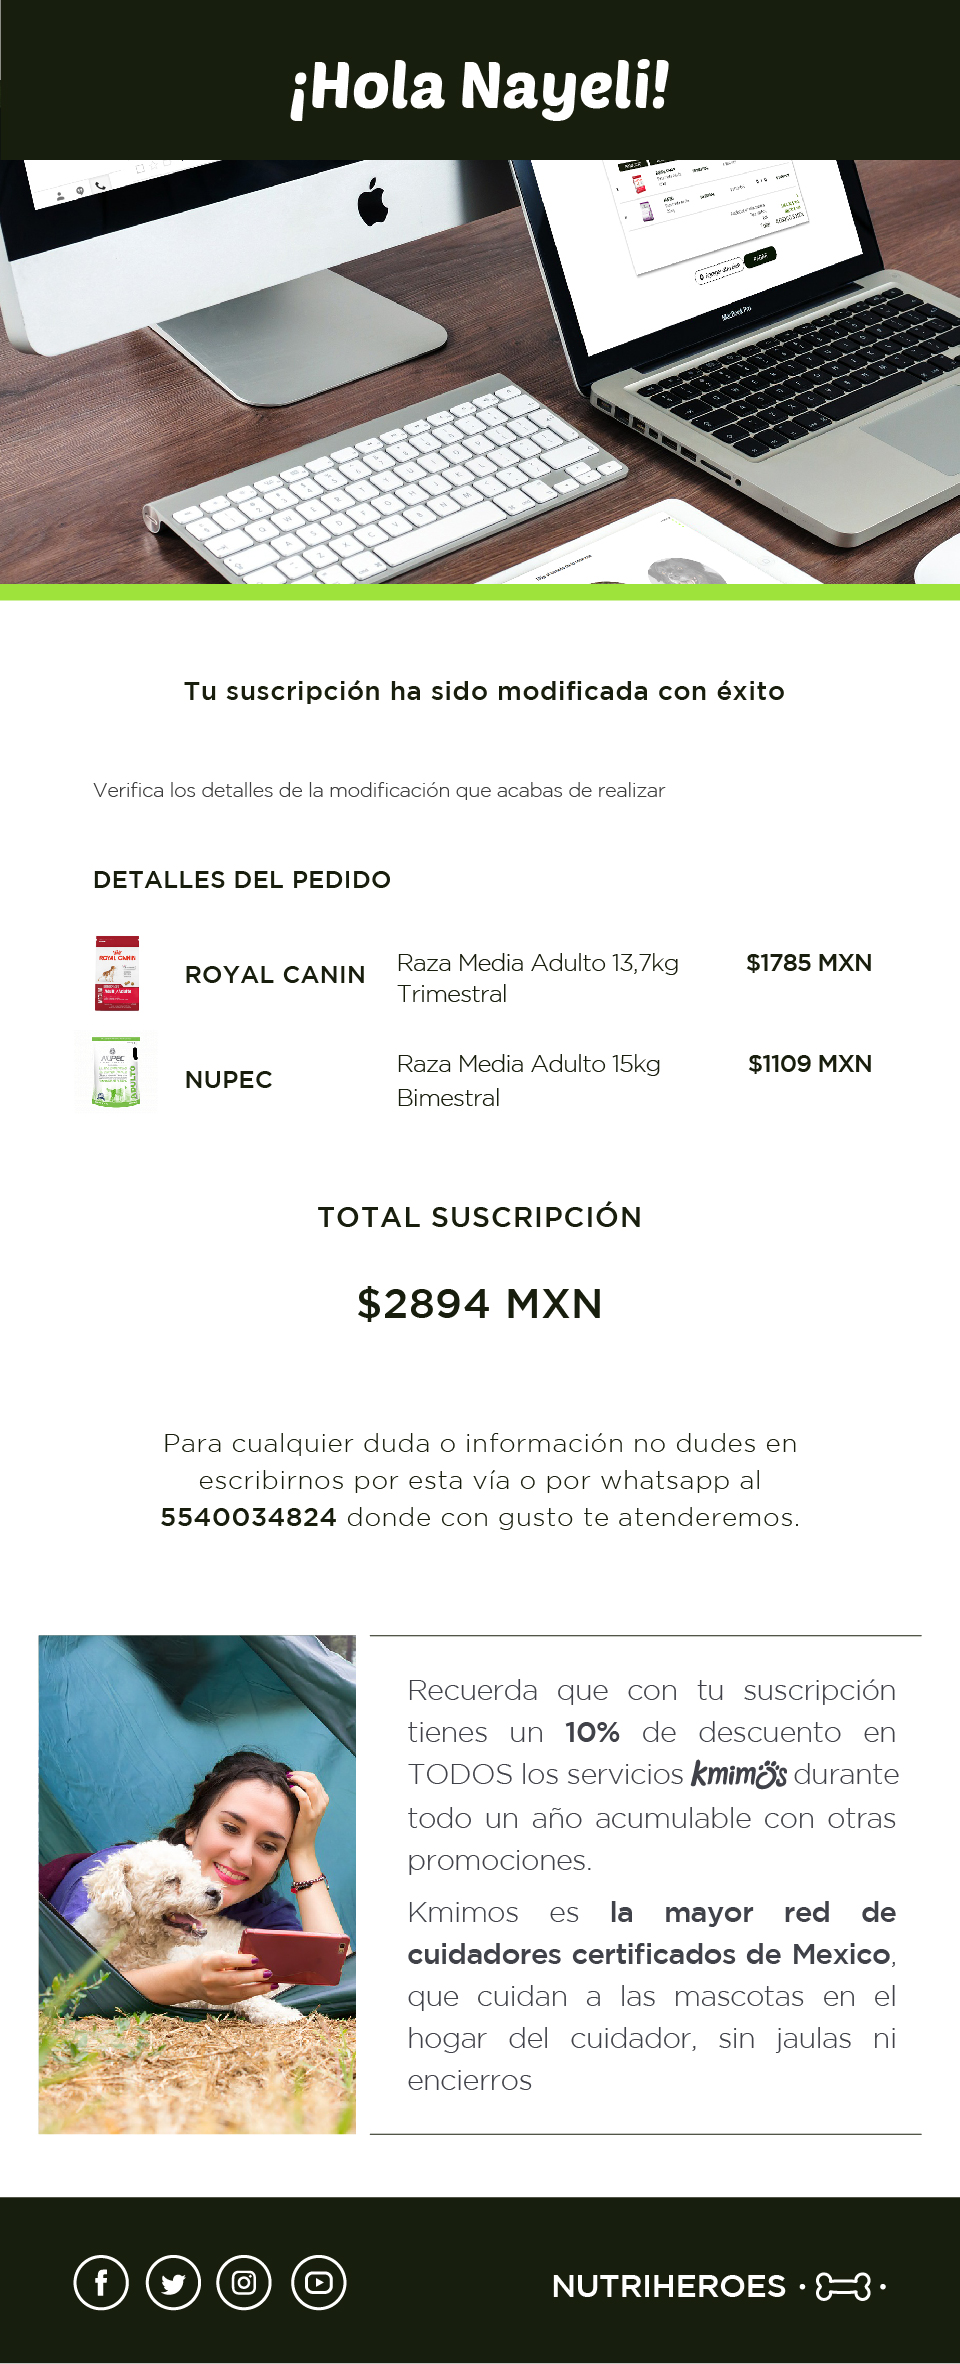 ¡Hola Nayeli!
MacBook Pro
Tu suscripción ha sido modificada con éxito
Verifica los detalles de la modificación que acabas de realizar
DETALLES DEL PEDIDO
ROYAL CANIN
Raza Media Adulto 13,7kg
$1785 MXN
Trimestral
NUPEC
Raza Media Adulto 15kg
$1109 MXN
Bimestral
TOTAL SUSCRIPCIÓN
$2894 MXN
Para cualquier duda o información no dudes en
escribirnos por esta vía o por whatsapp al
5540034824 donde con gusto te atenderemos.
Recuerda que con tu suscripción
tienes un 10% de descuento en
TODOS los servicios kmimos durante
todo un año acumulable con otras
promociones.
Kmimos es la mayor red de
cuidadores certificados de Mexico,
que cuidan a las mascotas en el
hogar del cuidador, sin jaulas ni
encierros
NUTRIHEROES